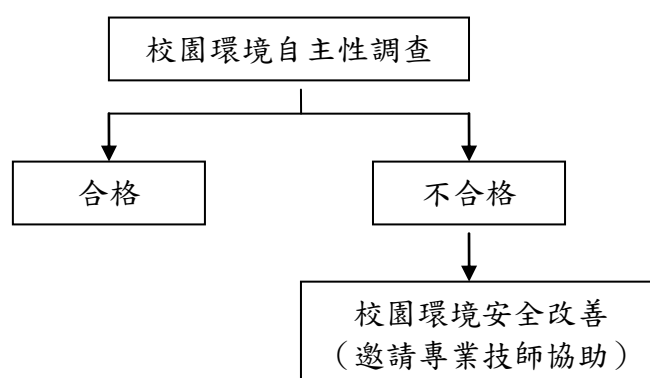 校園環境自主性調查
合格
不合格
校園環境安全改善
（邀請專業技師協助）